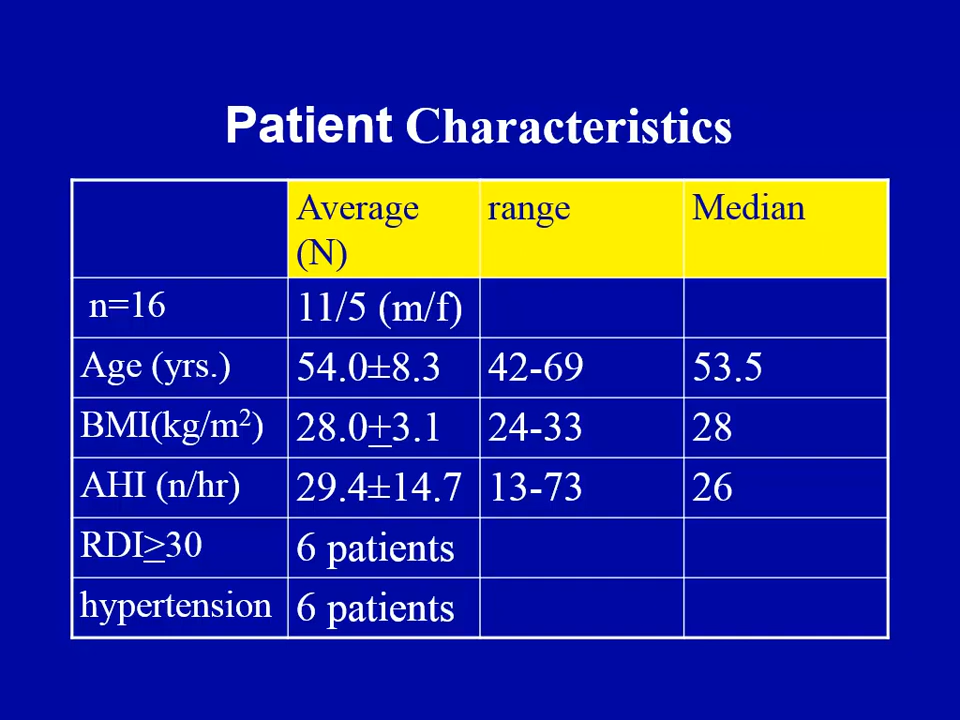 Patient Characteristics
Average (N) range Median
n=16 11/5 (m/f)
Age (yrs.) 54.0±8.3 42-69 53.5
BMI(kg/m²) 28.0±3.1 24-33 28
AHI (n/hr) 29.4±14.7 13-73 26
RDI≥30 6 patients
hypertension 6 patients